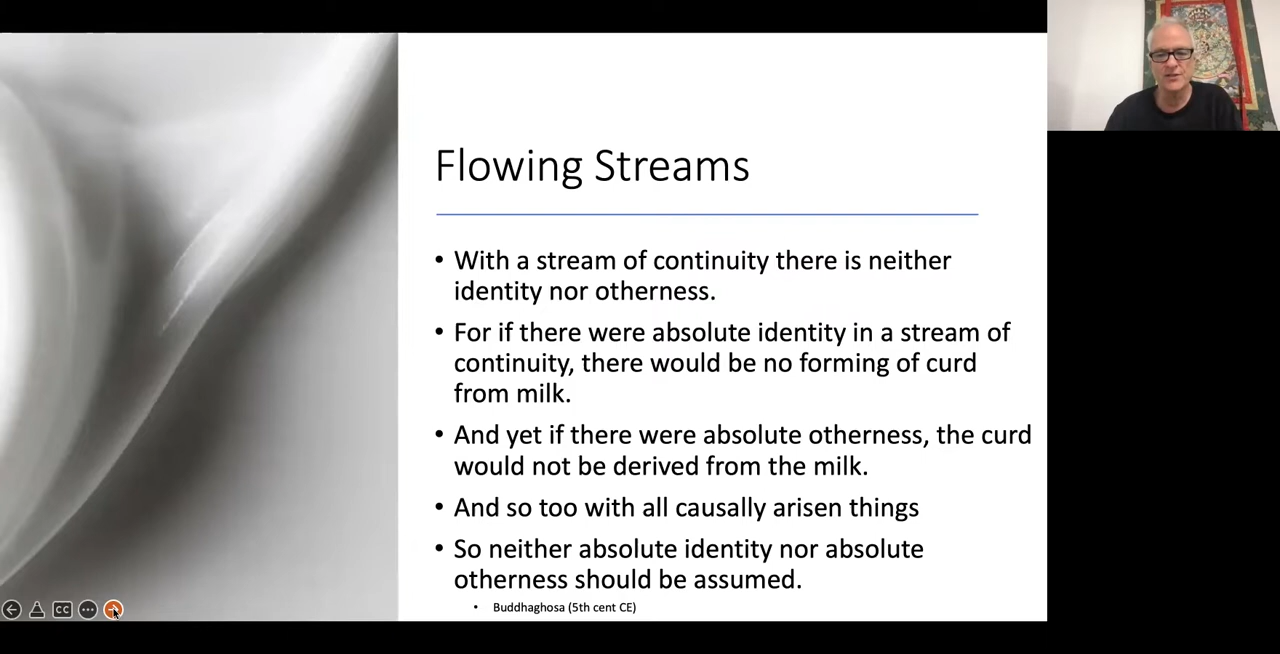 Flowing Streams
• With a stream of continuity there is neither
identity nor otherness.
• For if there were absolute identity in a stream of
continuity, there would be no forming of curd
from milk.
• And yet if there were absolute otherness, the curd
would not be derived from the milk.
• And so too with all causally arisen things
• So neither absolute identity nor absolute
otherness should be assumed.
• Buddhaghosa (5th cent CE)
CC